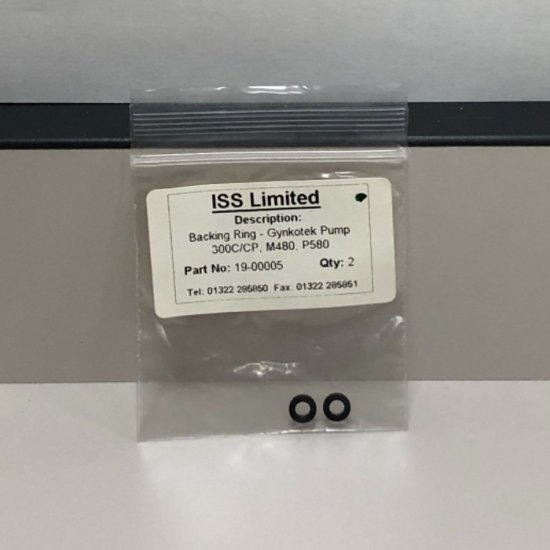 ISS Limited
Description:
Backing Ring - Gynkotek Pump
300C/CP, M480, P580
Part No: 19-00005 Qty: 2
Tel: 01322 285850 Fax: 01322 285851